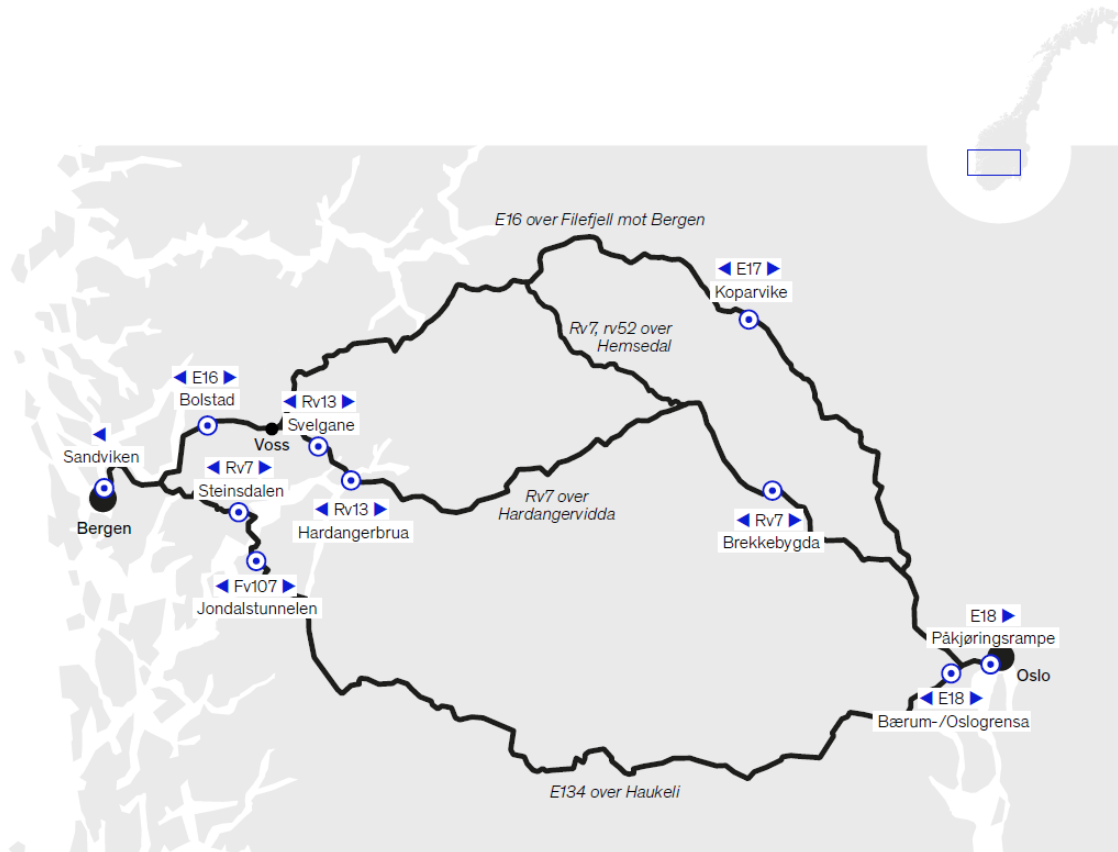 E16 over Filefjell mot Bergen
◀ E17 ▶
Koparvike
Rv7, rv52 over
Hemsedal
◀ E16 ▶
Bolstad
◀ Rv13 ▶
Svelgane
Voss
◀
Sandviken
◀ Rv7 ▶
Steinsdalen
Bergen
◀ Rv13 ▶
Hardangerbrua
Rv7 over
Hardangervidda
◀ Rv7 ▶
Brekkebygda
◀ Fv107 ▶
Jondalstunnelen
E18 ▶
Påkjøringsrampe
Oslo
◀ E18 ▶
Bærum-/Oslogrensa
E134 over Haukeli